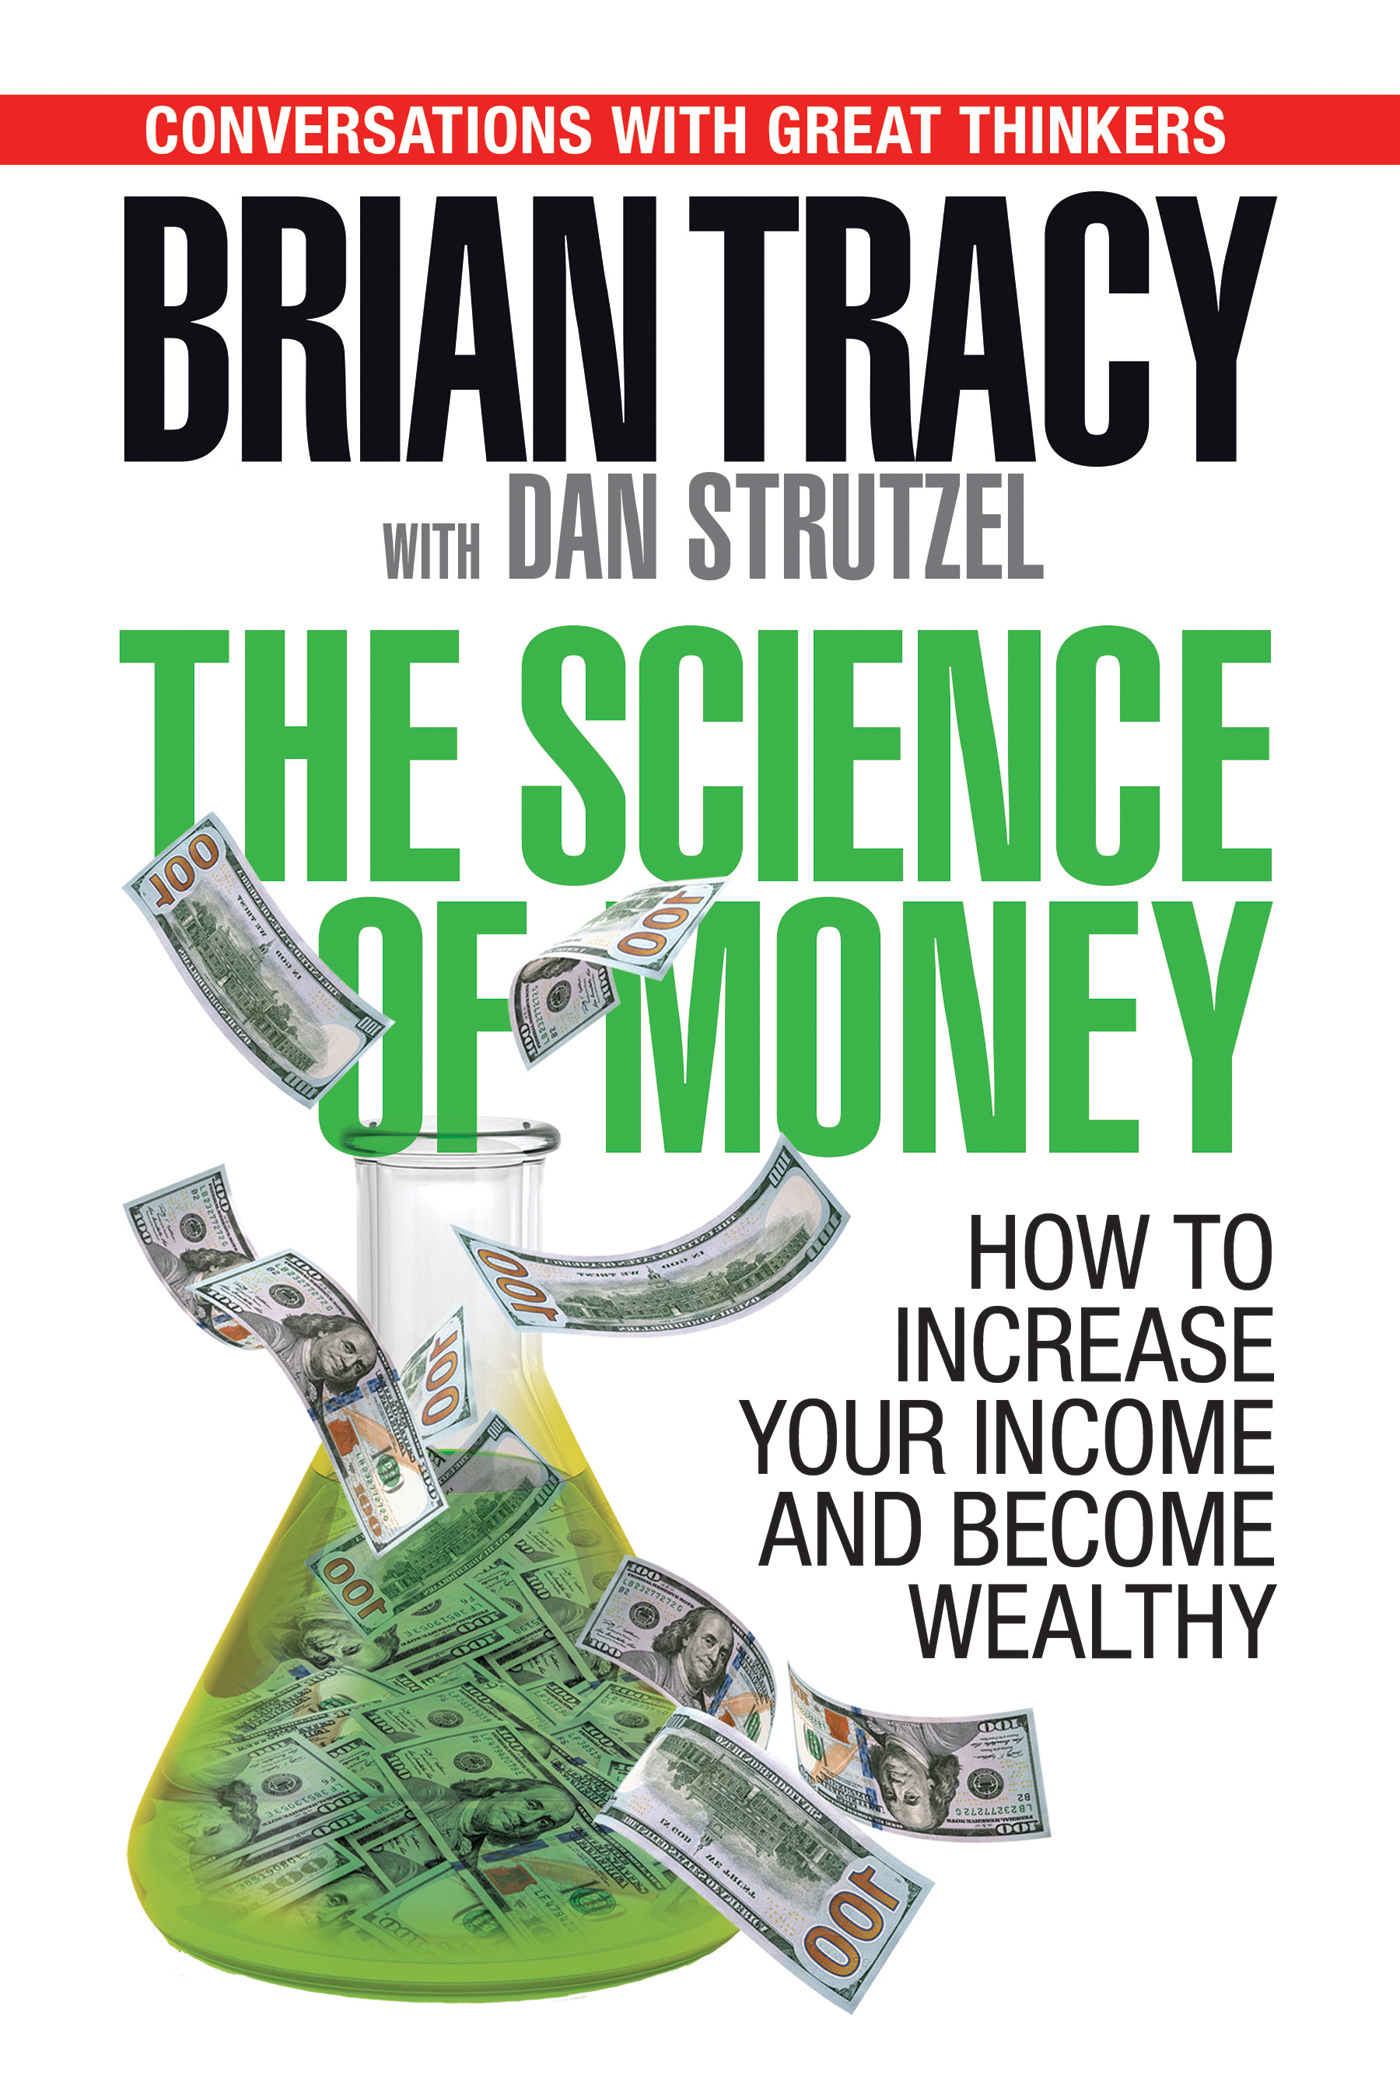 CONVERSATIONS WITH GREAT THINKERS
BRIAN TRACY
WITH DAN STRUTZEL
THE SCIENCE
OF MONEY
HOW TO
INCREASE
YOUR INCOME
AND BECOME
WEALTHY